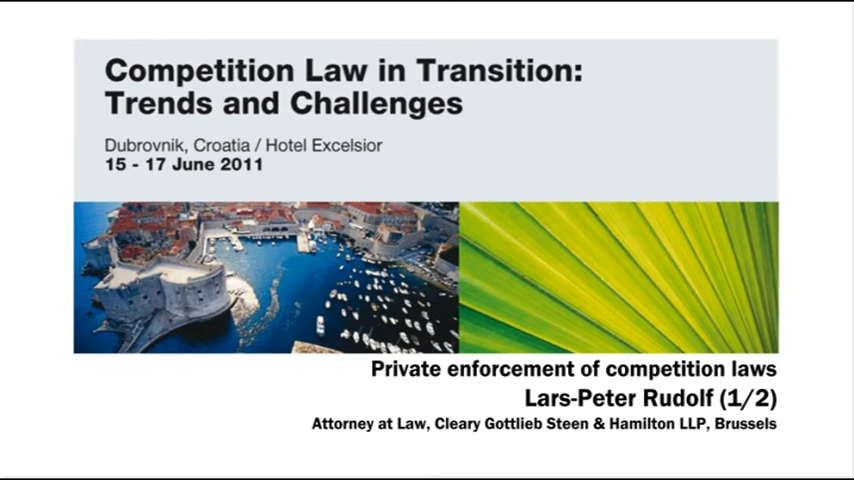 Competition Law in Transition:
Trends and Challenges
Dubrovnik, Croatia / Hotel Excelsior
15 - 17 June 2011
Private enforcement of competition laws
Lars-Peter Rudolf (1/2)
Attorney at Law, Cleary Gottlieb Steen & Hamilton LLP, Brussels